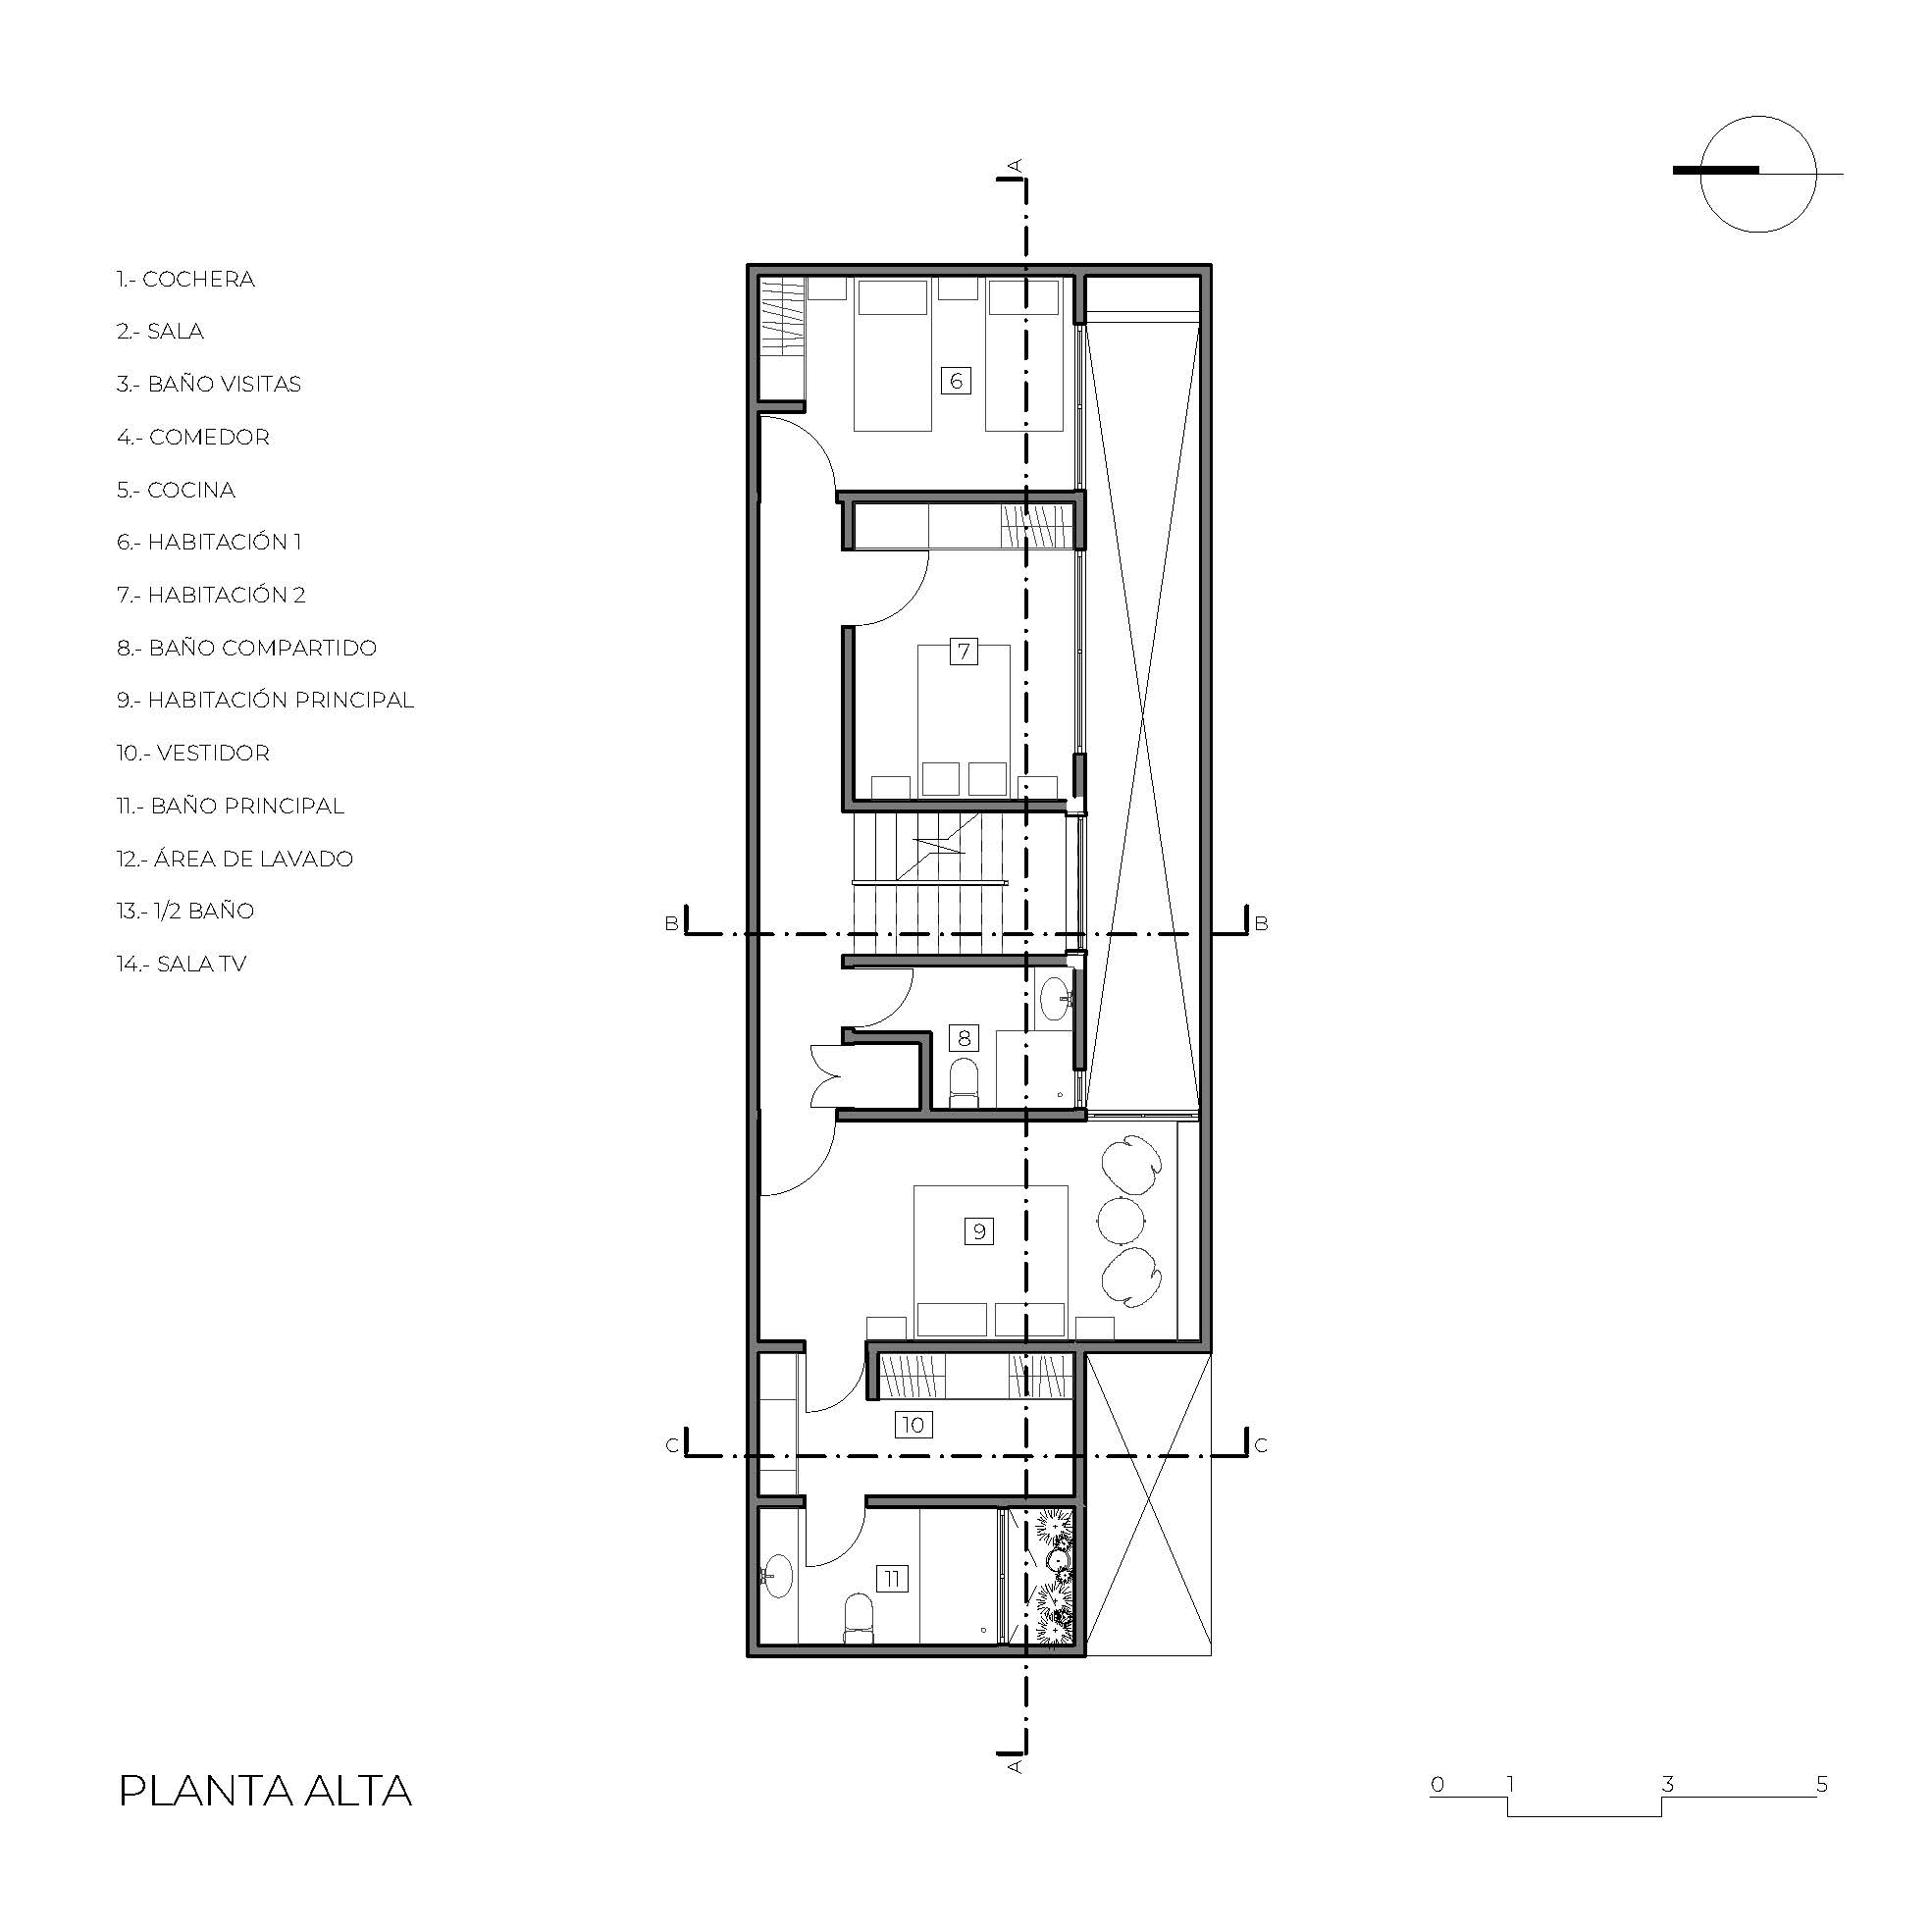 A
1.- COCHERA
2.- SALA
3.- BAÑO VISITAS
4.- COMEDOR
5.- COCINA
6.- HABITACIÓN 1
7.- HABITACIÓN 2
8.- BAÑO COMPARTIDO
9.- HABITACIÓN PRINCIPAL
10.- VESTIDOR
11.- BAÑO PRINCIPAL
12.- ÁREA DE LAVADO
13.- 1/2 BAÑO
14.- SALA TV
6
7
B B
8
9
10
C C
11
A
PLANTA ALTA
0 1 3 5